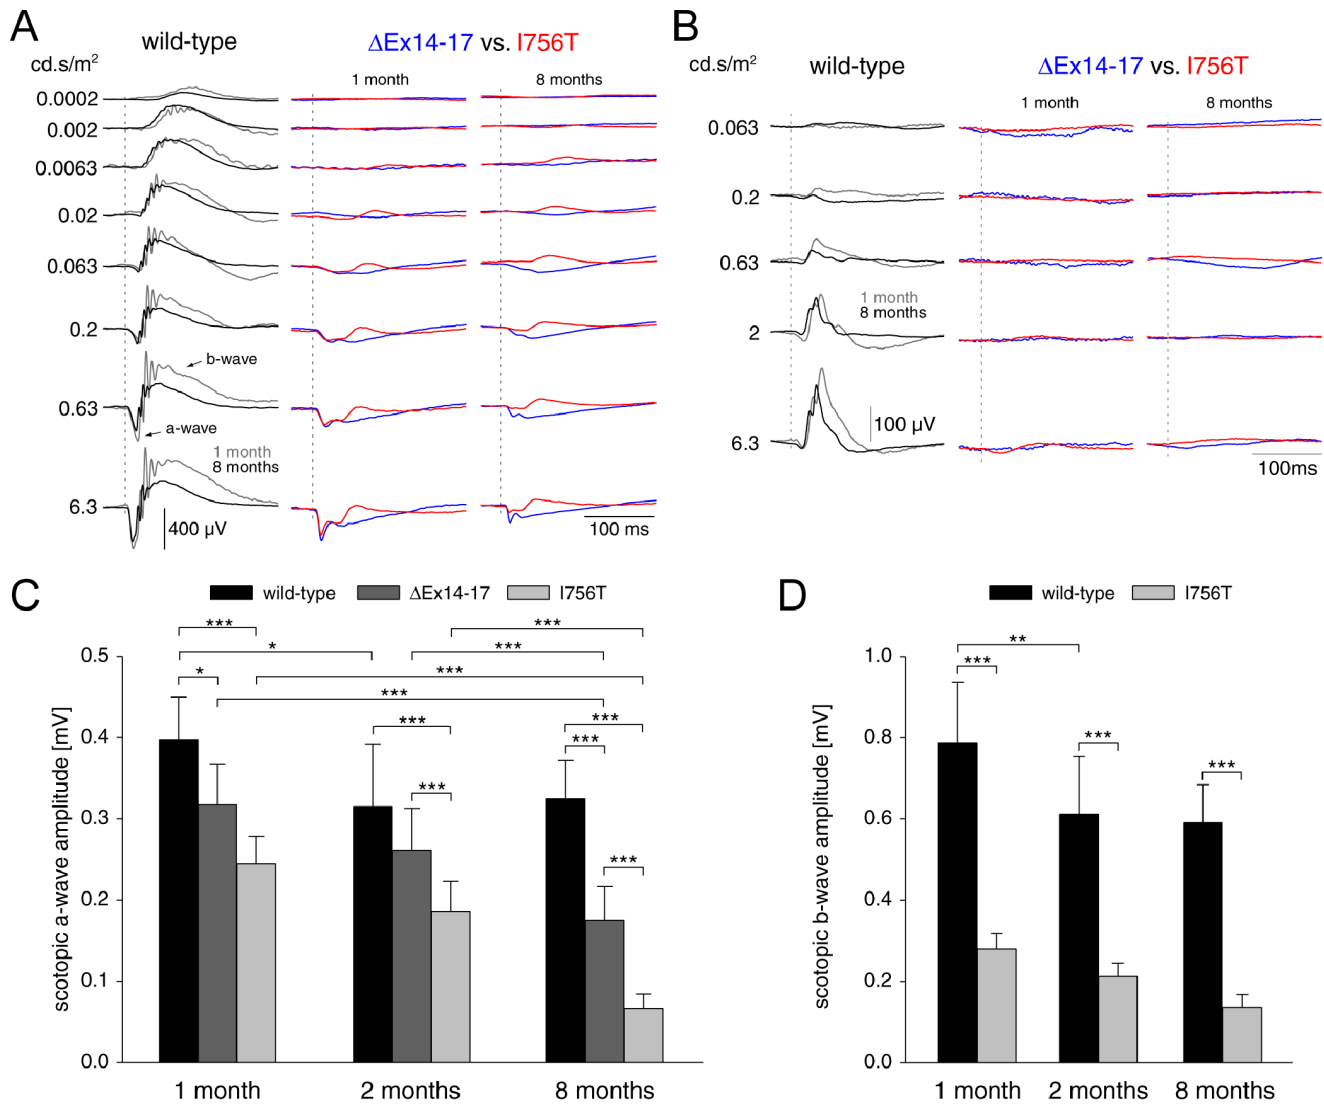 A
wild-type
ΔEx14-17 vs. I756T
cd.s/m²
1 month
8 months
0.0002
0.002
0.0063
0.02
0.063
0.2
b-wave
0.63
a-wave
1 month
8 months
6.3
400 µV
100 ms
B
cd.s/m²
wild-type
ΔEx14-17 vs. I756T
1 month
8 months
0.063
0.2
0.63
1 month
8 months
2
100 µV
6.3
100ms
C
wild-type
ΔEx14-17
I756T
***
***
*
***
***
*
***
***
***
***
***
***
scotopic a-wave amplitude [mV]
0.5
0.4
0.3
0.2
0.1
0.0
1 month
2 months
8 months
D
wild-type
I756T
**
***
***
***
scotopic b-wave amplitude [mV]
1.0
0.8
0.6
0.4
0.2
0.0
1 month
2 months
8 months